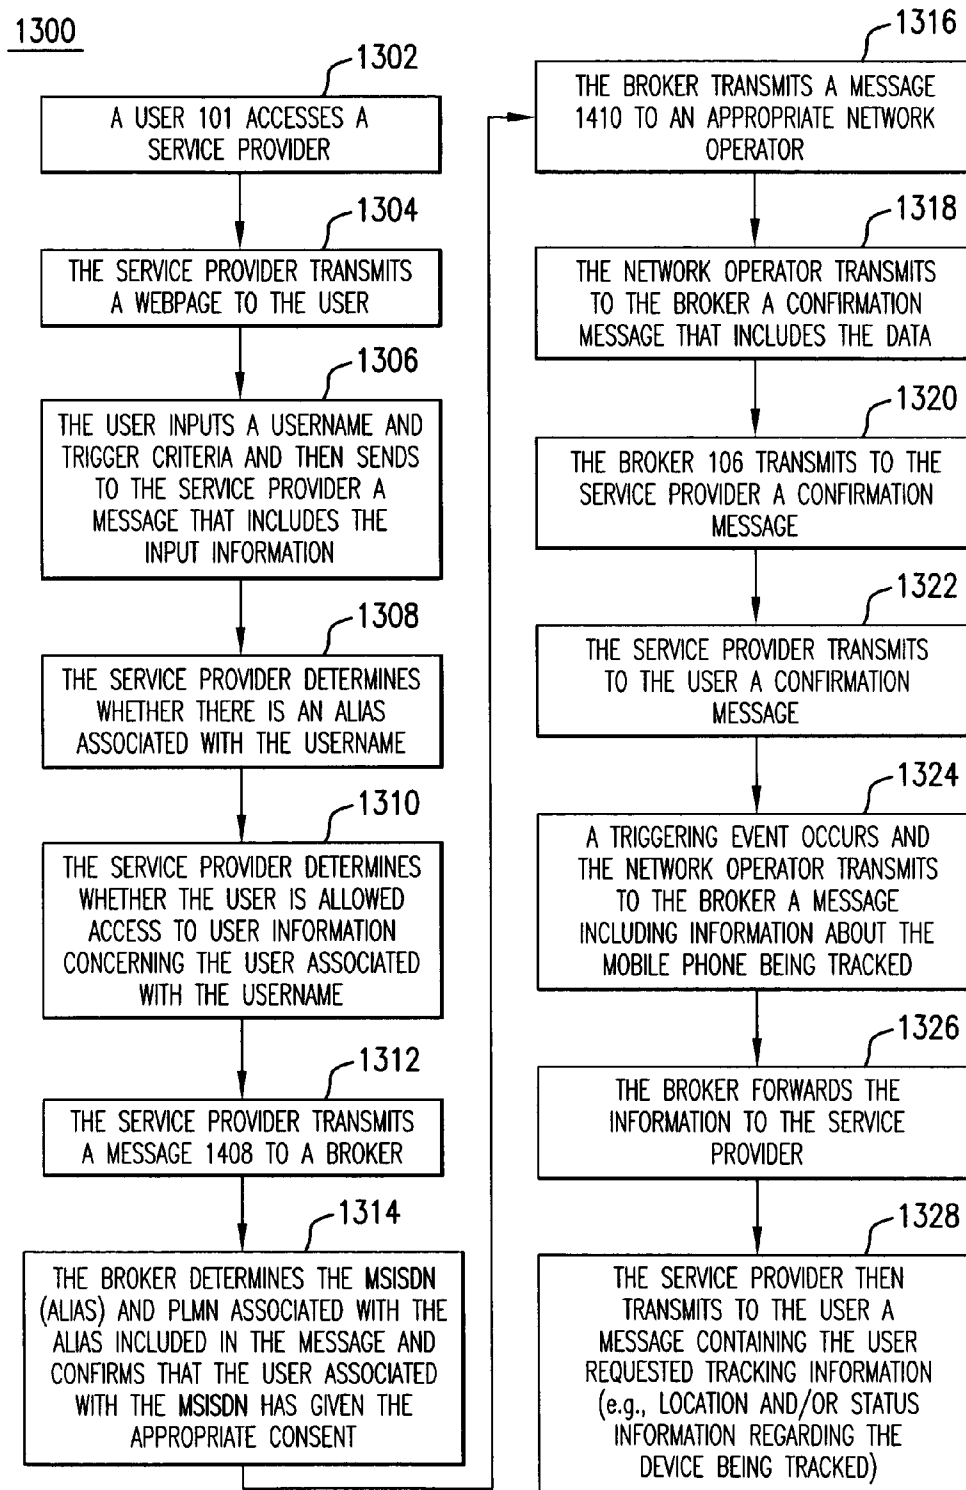 1300
1302
A USER 101 ACCESSES A
SERVICE PROVIDER
1304
THE SERVICE PROVIDER TRANSMITS
A WEBPAGE TO THE USER
1306
THE USER INPUTS A USERNAME AND
TRIGGER CRITERIA AND THEN SENDS
TO THE SERVICE PROVIDER A
MESSAGE THAT INCLUDES THE
INPUT INFORMATION
1308
THE SERVICE PROVIDER DETERMINES
WHETHER THERE IS AN ALIAS
ASSOCIATED WITH THE USERNAME
1310
THE SERVICE PROVIDER DETERMINES
WHETHER THE USER IS ALLOWED
ACCESS TO USER INFORMATION
CONCERNING THE USER ASSOCIATED
WITH THE USERNAME
1312
THE SERVICE PROVIDER TRANSMITS
A MESSAGE 1408 TO A BROKER
1314
THE BROKER DETERMINES THE MSISDN
(ALIAS) AND PLMN ASSOCIATED WITH THE
ALIAS INCLUDED IN THE MESSAGE AND
CONFIRMS THAT THE USER ASSOCIATED
WITH THE MSISDN HAS GIVEN THE
APPROPRIATE CONSENT
1316
THE BROKER TRANSMITS A MESSAGE
1410 TO AN APPROPRIATE NETWORK
OPERATOR
1318
THE NETWORK OPERATOR TRANSMITS
TO THE BROKER A CONFIRMATION
MESSAGE THAT INCLUDES THE DATA
1320
THE BROKER 106 TRANSMITS TO THE
SERVICE PROVIDER A CONFIRMATION
MESSAGE
1322
THE SERVICE PROVIDER TRANSMITS
TO THE USER A CONFIRMATION
MESSAGE
1324
A TRIGGERING EVENT OCCURS AND
THE NETWORK OPERATOR TRANSMITS
TO THE BROKER A MESSAGE
INCLUDING INFORMATION ABOUT THE
MOBILE PHONE BEING TRACKED
1326
THE BROKER FORWARDS THE
INFORMATION TO THE SERVICE
PROVIDER
1328
THE SERVICE PROVIDER THEN
TRANSMITS TO THE USER A
MESSAGE CONTAINING THE USER
REQUESTED TRACKING INFORMATION
(e.g., LOCATION AND/OR STATUS
INFORMATION REGARDING THE
DEVICE BEING TRACKED)